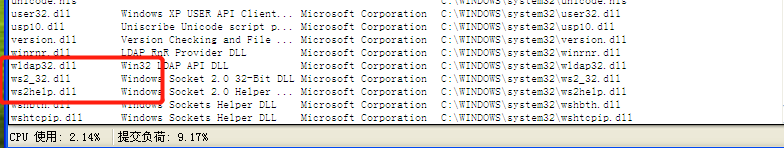 unicode.nls C:\WINDOWS\system32\unicode.nls
user32.dll Windows XP USER API Client... Microsoft Corporation C:\WINDOWS\system32\user32.dll
usp10.dll Uniscribe Unicode script p... Microsoft Corporation C:\WINDOWS\system32\usp10.dll
version.dll Version Checking and File ... Microsoft Corporation C:\WINDOWS\system32\version.dll
winrnr.dll LDAP RnR Provider DLL Microsoft Corporation C:\WINDOWS\system32\winrnr.dll
wldap32.dll Win32 LDAP API DLL Microsoft Corporation C:\WINDOWS\system32\wldap32.dll
ws2_32.dll Windows Socket 2.0 32-Bit DLL Microsoft Corporation C:\WINDOWS\system32\ws2_32.dll
ws2help.dll Windows Socket 2.0 Helper ... Microsoft Corporation C:\WINDOWS\system32\ws2help.dll
wshbth.dll Windows Sockets Helper DLL Microsoft Corporation C:\WINDOWS\system32\wshbth.dll
wshtcpip.dll Windows Sockets Helper DLL Microsoft Corporation C:\WINDOWS\system32\wshtcpip.dll
CPU 使用: 2.14% 提交负荷: 9.17%